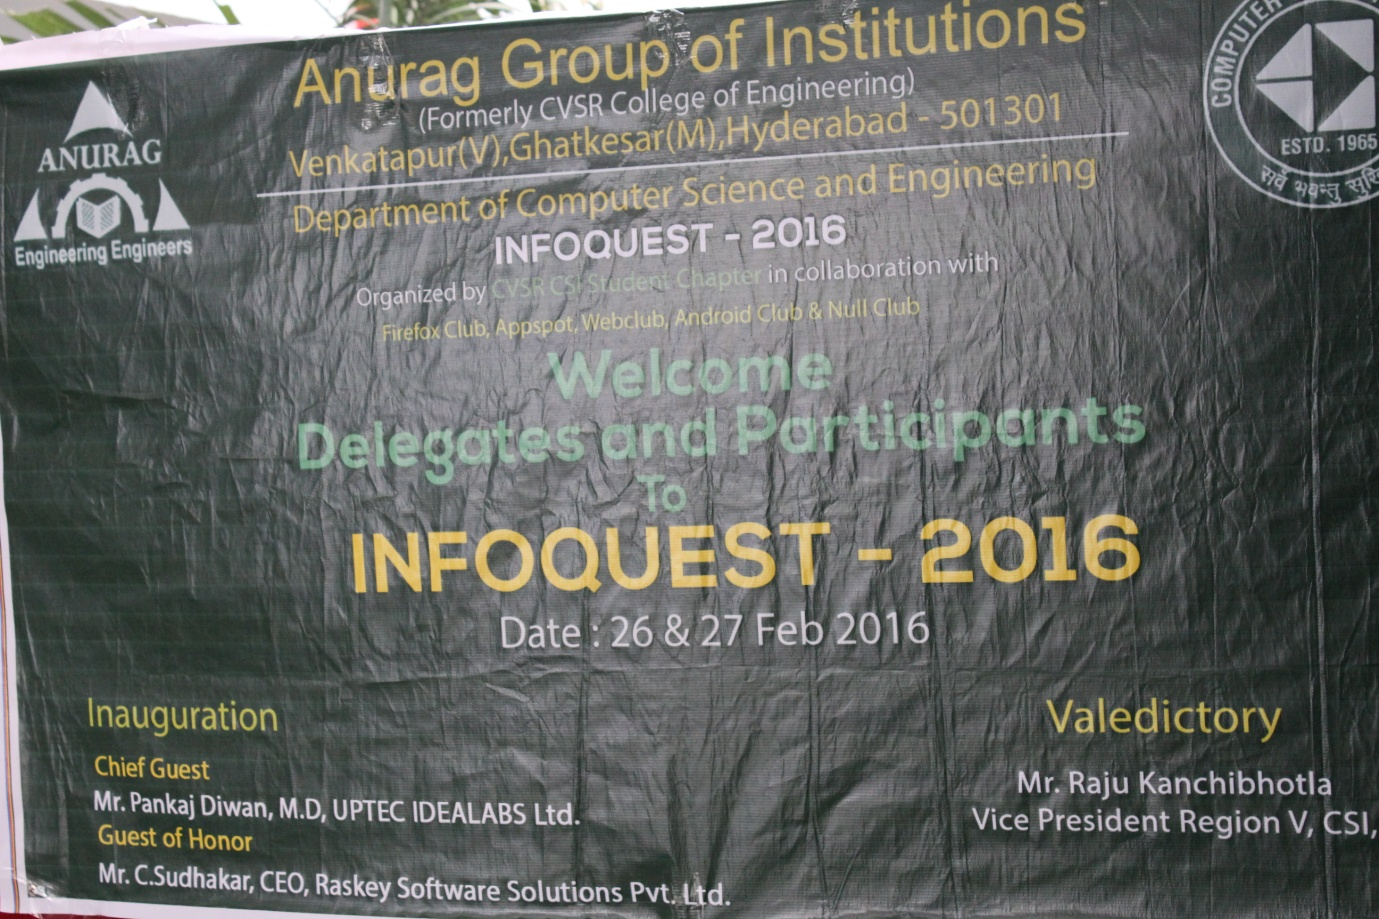 Anurag Group of Institutions
(Formerly CVSR College of Engineering)
Venkatapur(V),Ghatkesar(M),Hyderabad - 501301
ANURAG
Engineering Engineers
COMPUTER
ESTD. 1965
सर्वे भवन्तु
Department of Computer Science and Engineering
INFOQUEST - 2016
Organized by CVSR CSI Student Chapter in collaboration with
Firefox Club, Appspot, Webclub, Android Club & Null Club
Welcome
Delegates and Participants
To
INFOQUEST - 2016
Date : 26 & 27 Feb 2016
Inauguration
Chief Guest
Mr. Pankaj Diwan, M.D, UPTEC IDEALABS Ltd.
Guest of Honor
Mr. C.Sudhakar, CEO, Raskey Software Solutions Pvt. Ltd.
Valedictory
Mr. Raju Kanchibhotla
Vice President Region V, CSI,